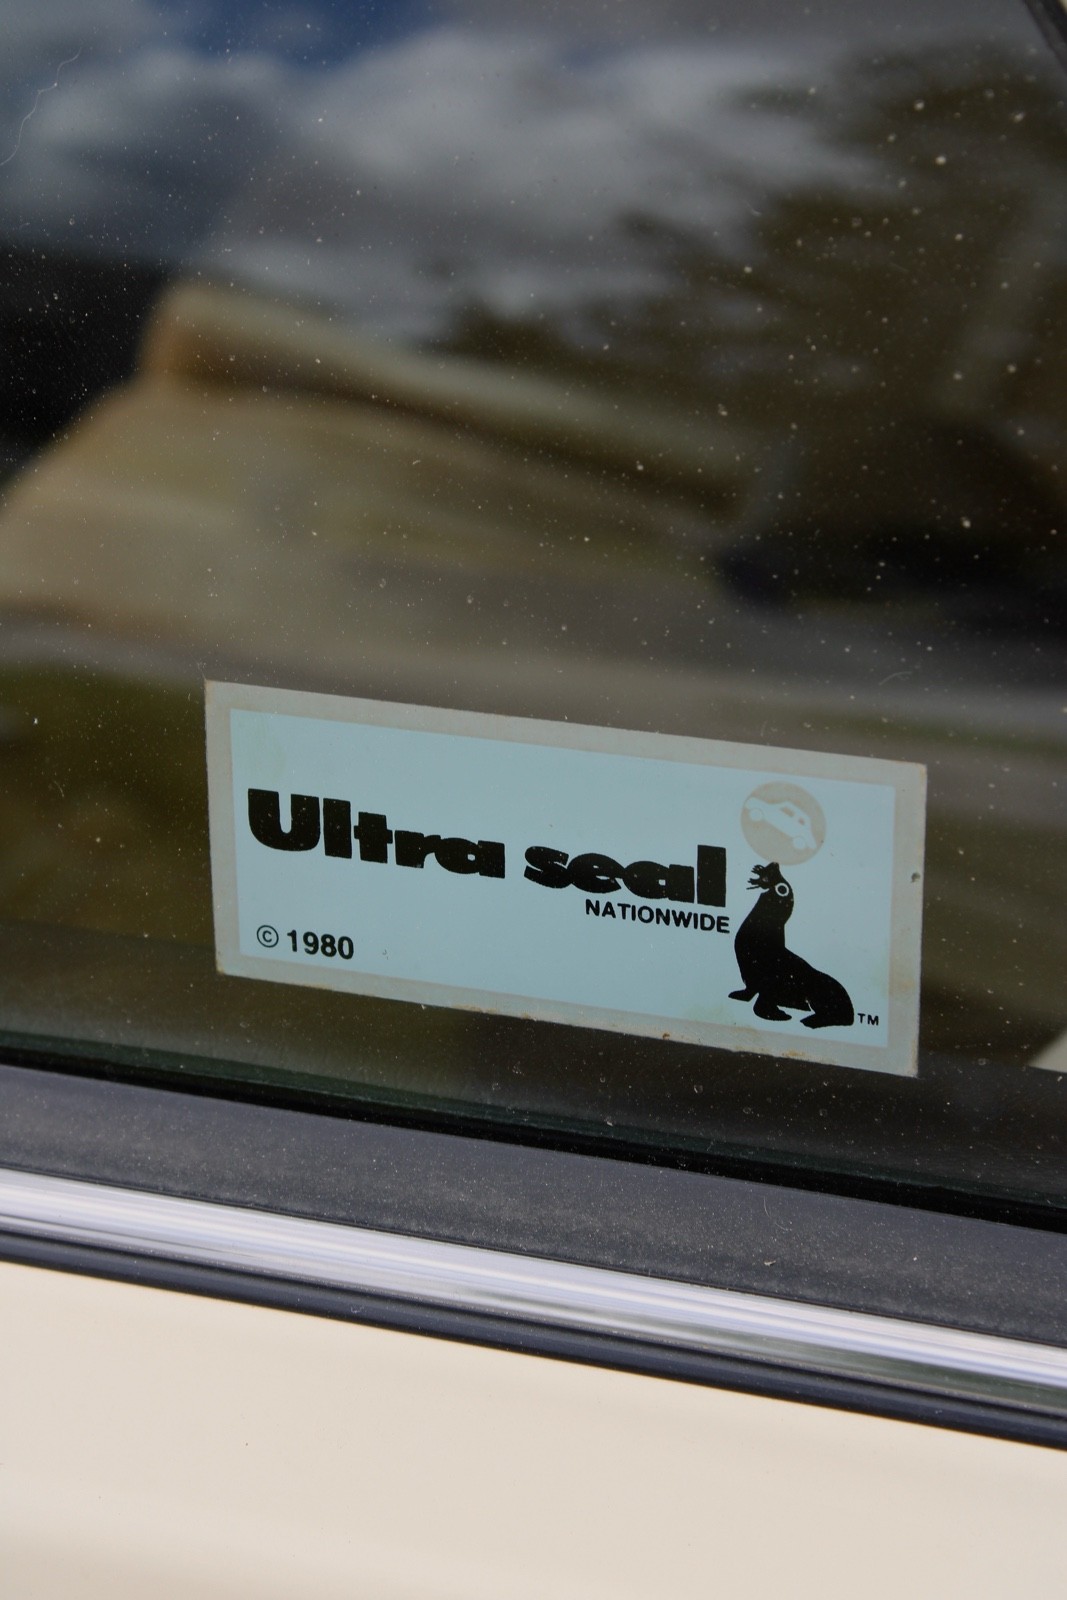 Ultra seal
NATIONWIDE
© 1980
TM